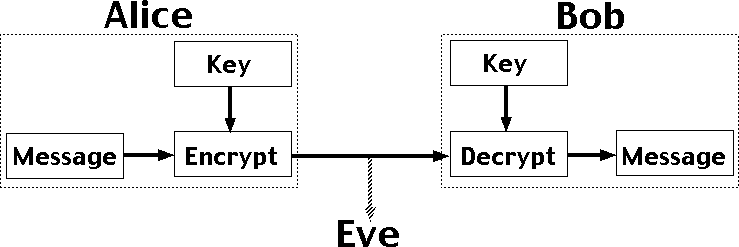 Alice
Bob
Key
Key
Message
Encrypt
Decrypt
Message
Eve